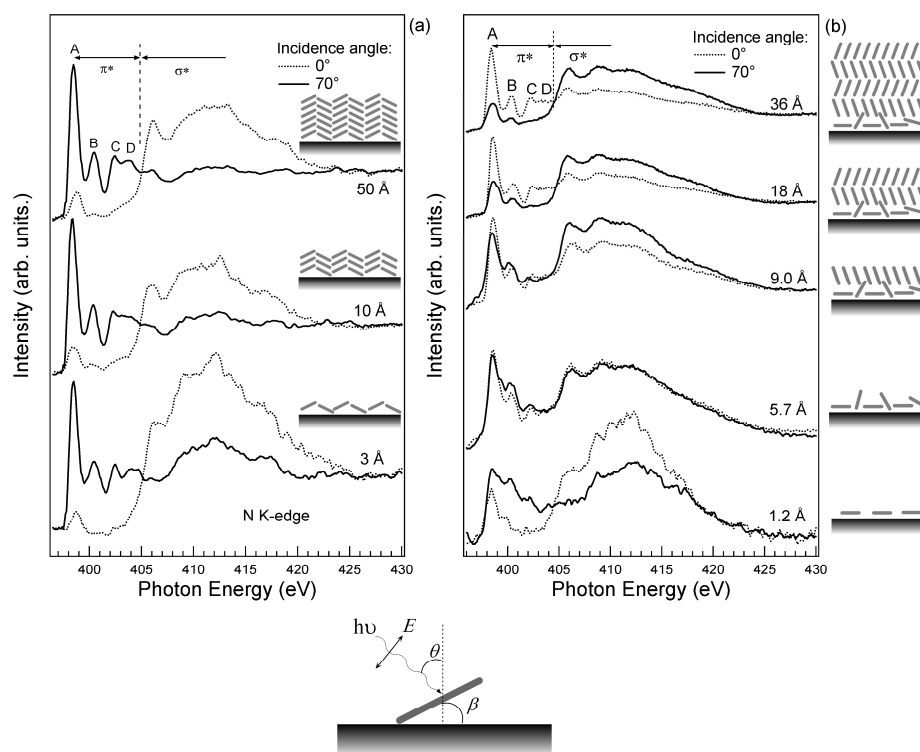 (a)
A
Incidence angle:
0°
70°
π*
σ*
B
C D
50 Å
10 Å
3 Å
N K-edge
Intensity (arb. units.)
400 405 410 415 420 425 430
Photon Energy (eV)
(b)
A
Incidence angle:
0°
70°
π*
σ*
B
C D
36 Å
18 Å
9.0 Å
5.7 Å
1.2 Å
Intensity (arb. units.)
400 405 410 415 420 425 430
Photon Energy (eV)
hυ
E
θ
β